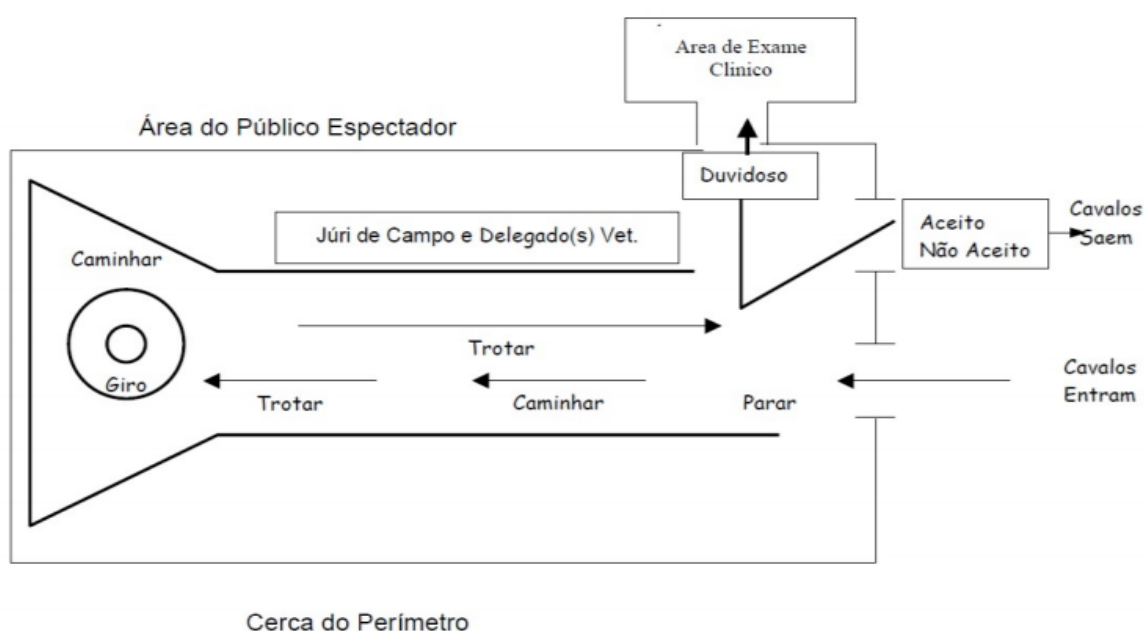 Area de Exame
Clinico
Área do Público Espectador
Duvidoso
Júri de Campo e Delegado(s) Vet.
Aceito
Não Aceito
Cavalos
Saem
Caminhar
Trotar
Giro
Trotar
Caminhar
Parar
Cavalos
Entram
Cerca do Perímetro